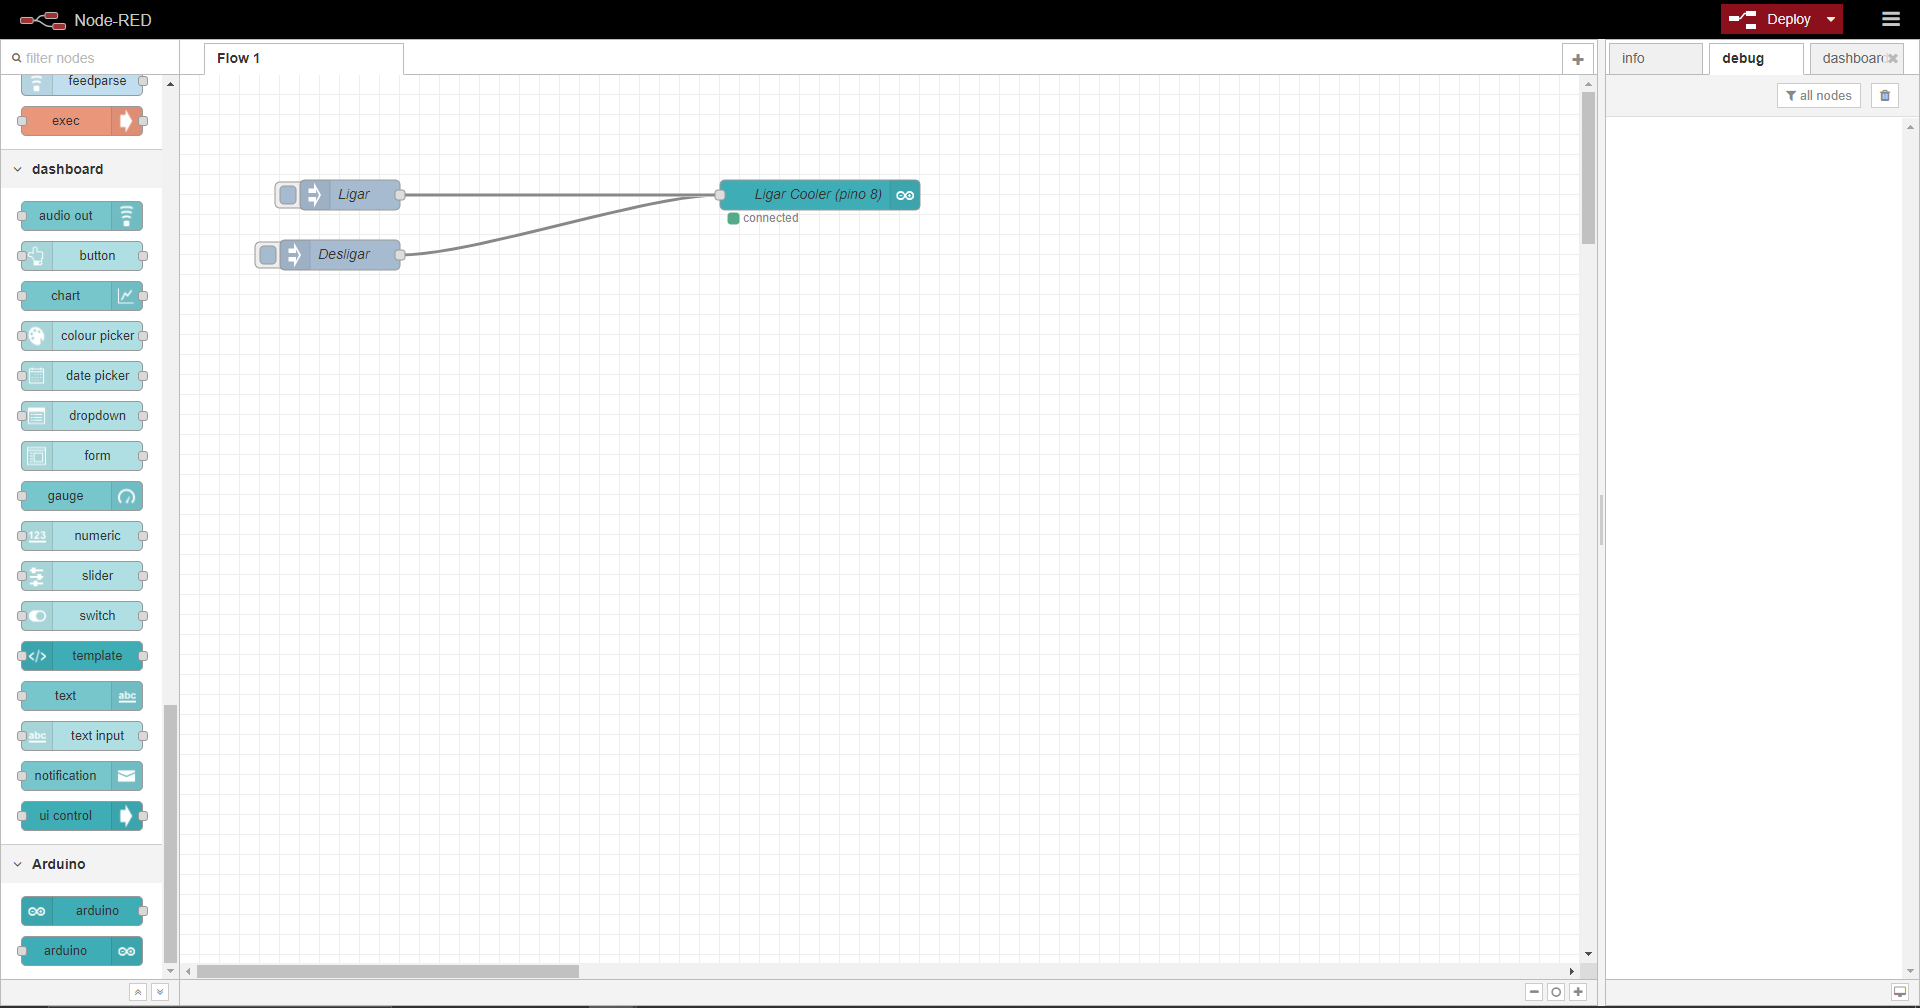 Node-RED
Deploy
filter nodes
Flow 1
info
debug
dashboard
all nodes
feedparse
exec
dashboard
audio out
button
chart
colour picker
date picker
dropdown
form
gauge
123
numeric
slider
switch
</>
template
text
abc
abc
text input
notification
ui control
Arduino
arduino
arduino
Ligar
Desligar
Ligar Cooler (pino 8)
connected